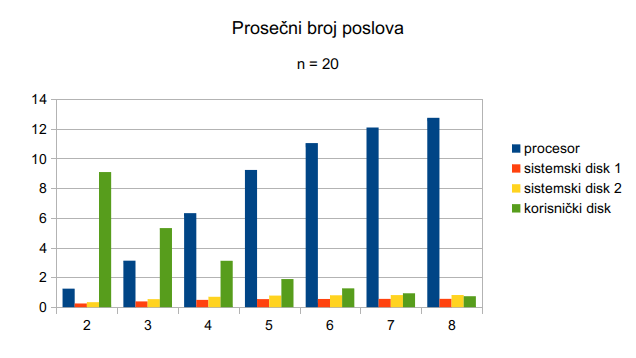 Prosečni broj poslova
n = 20
14
12
10
8
6
4
2
0
2 3 4 5 6 7 8
procesor
sistemski disk 1
sistemski disk 2
korisnički disk